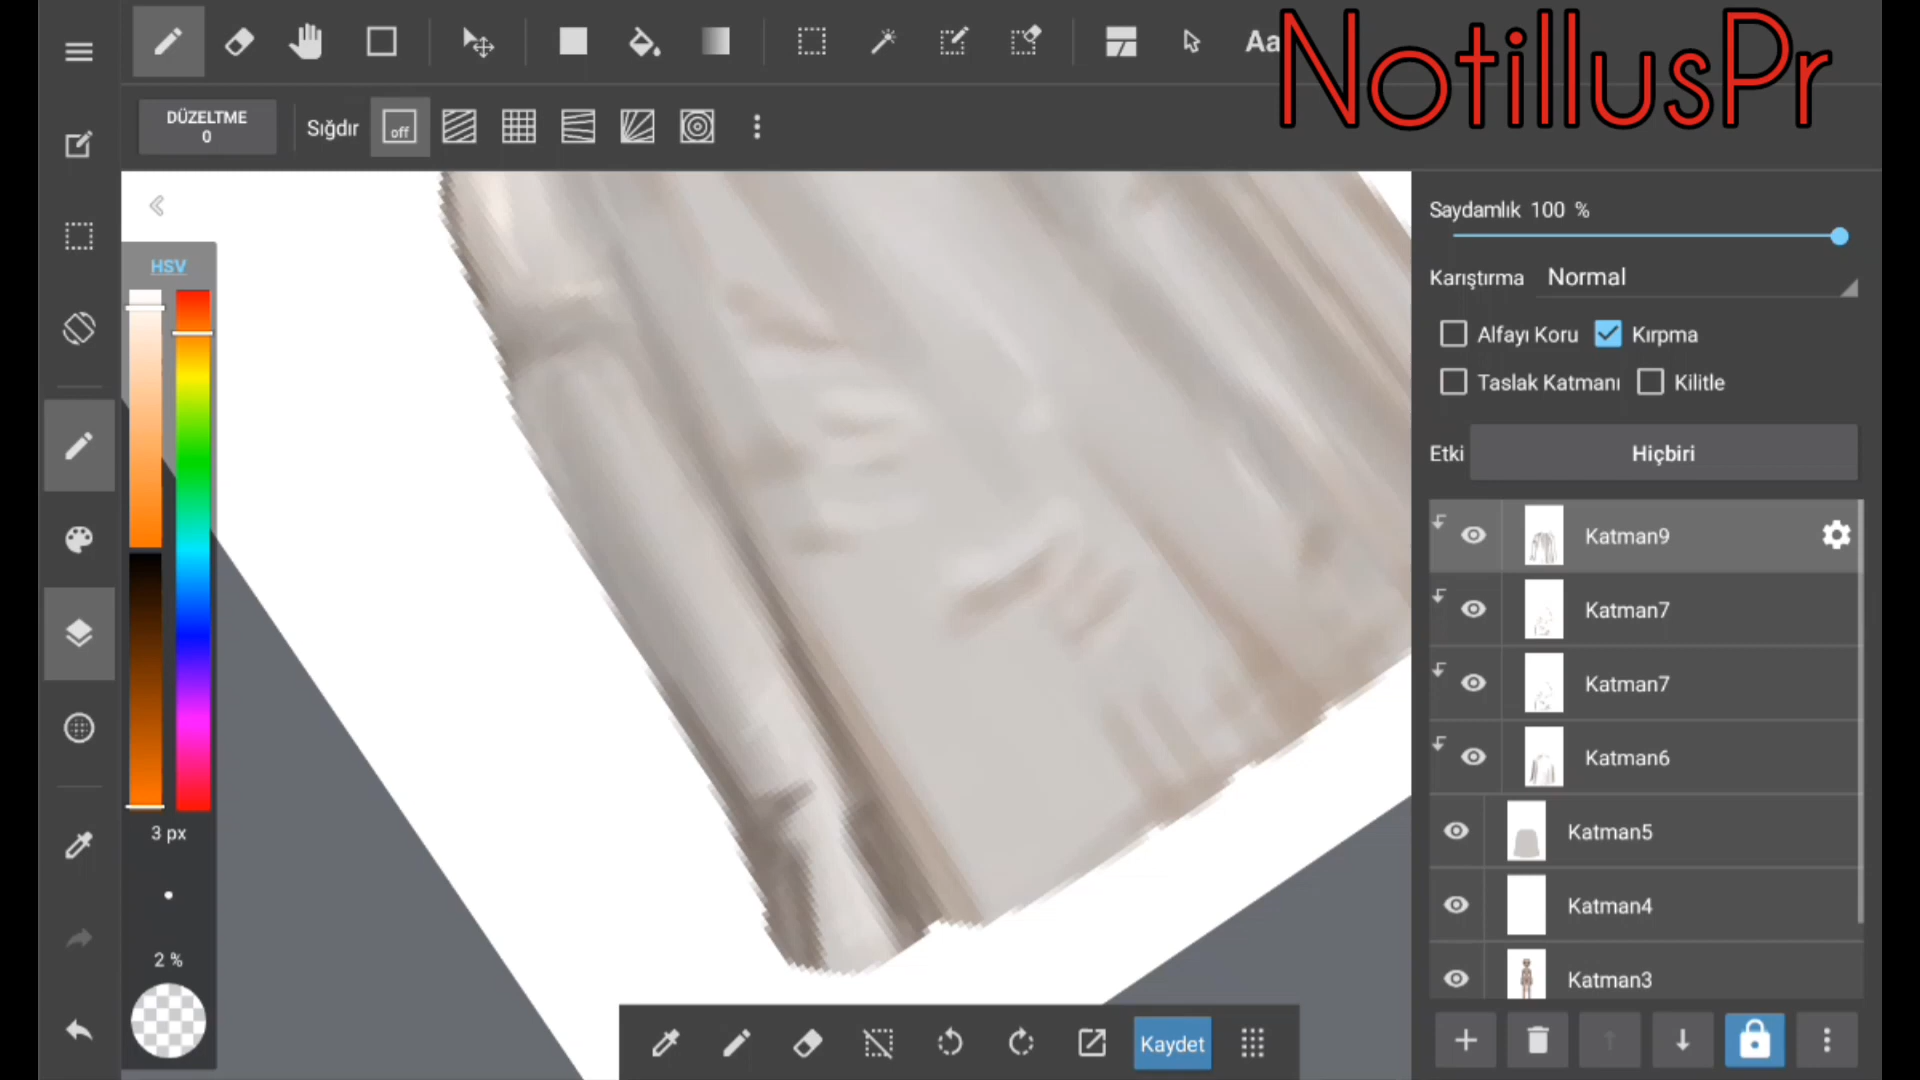 Aa
NotillusPr
DÜZELTME
0
Sığdır
off
HSV
3 px
2 %
Saydamlık 100 %
Karıştırma Normal
Alfayı Koru
Kırpma
Taslak Katmanı
Kilitle
Etki
Hiçbiri
Katman9
Katman7
Katman7
Katman6
Katman5
Katman4
Katman3
Kaydet